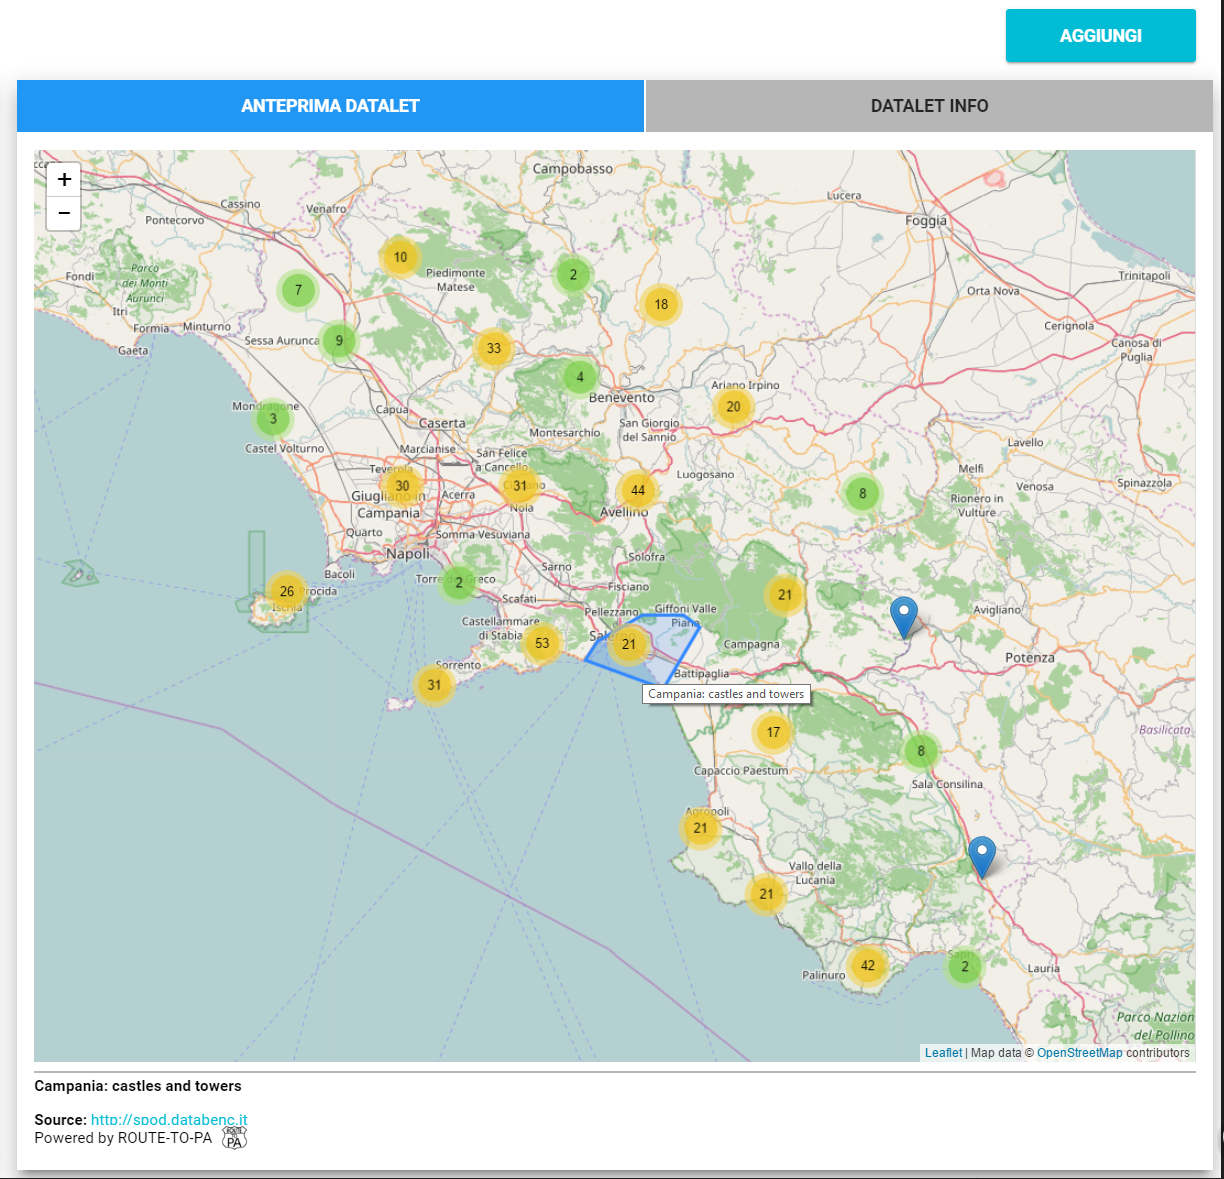 AGGIUNGI
ANTEPRIMA DATALET
DATALET INFO
+
−
Campobasso
Cassino
Venafro
Pontecorvo
Lucera
Foggia
10
Piedimonte
Matese
2
Fondi
Parco
dei Monti
Aurunci
7
18
Trinitapoli
Orta Nova
Itri
Formia
Minturno
Gaeta
Sessa Aurunca
9
33
Cerignola
Canosa di
Puglia
4
Ariano Irpino
20
Benevento
Mondragone
3
Capua
Caserta
San Giorgio
del Sannio
Montesarchio
Castel Volturno
Marcianise
San Felice
a Cancello
Lavello
Teverola
30
Acerra
31
Nola
44
Luogosano
Melfi
Venosa
Spinazzola
8
Rionero in
Vulture
Giugliano in
Campania
Avellino
Quarto
Somma Vesuviana
Napoli
Solofra
Bacoli
Torre del Greco
2
Sarno
Fisciano
26
Procida
Ischia
Scafati
21
Pellezzano
Giffoni Valle
Piana
Avigliano
Castellammare
di Stabia
53
Salerno
21
Campagna
Potenza
Sorrento
31
Battipaglia
Campania: castles and towers
17
Basilicata
8
Capaccio Paestum
Sala Consilina
Agropoli
21
Vallo della
Lucania
21
Palinuro
42
Sapri
2
Lauria
Parco Nazion
del Pollino
Leaflet | Map data © OpenStreetMap contributors
Campania: castles and towers
Source: http://spod.databenc.it
Powered by ROUTE-TO-PA
ROUTE
TO
PA